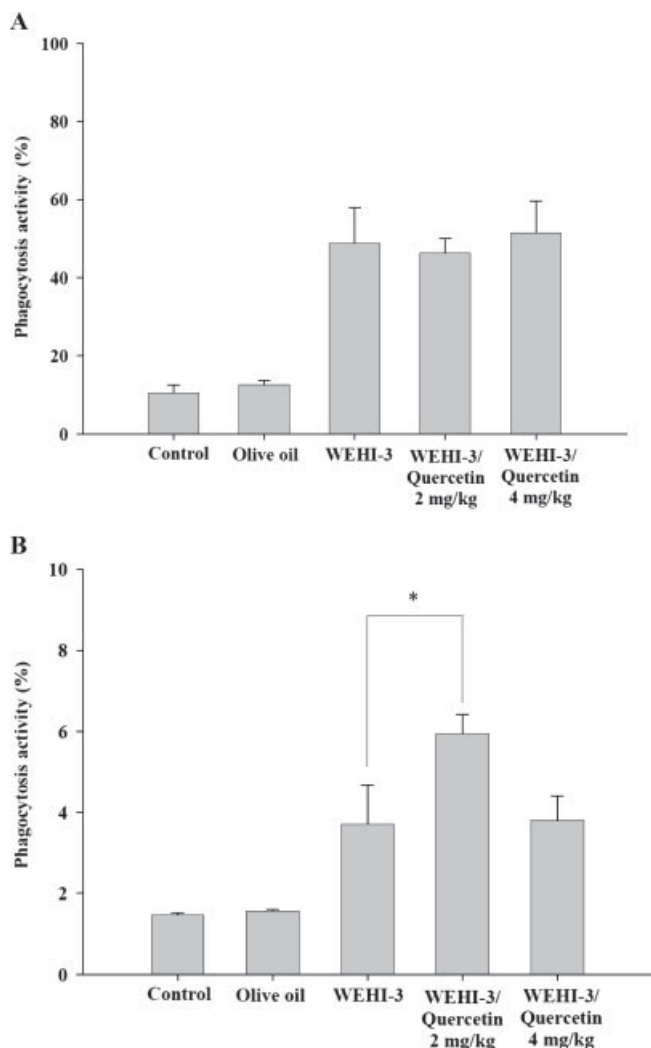 A
100
80
60
40
20
0
Phagocytosis activity (%)
Control Olive oil WEHI-3 WEHI-3/ WEHI-3/
Quercetin Quercetin
2 mg/kg 4 mg/kg
B
10
8
6
4
2
0
Phagocytosis activity (%)
*
Control Olive oil WEHI-3 WEHI-3/ WEHI-3/
Quercetin Quercetin
2 mg/kg 4 mg/kg